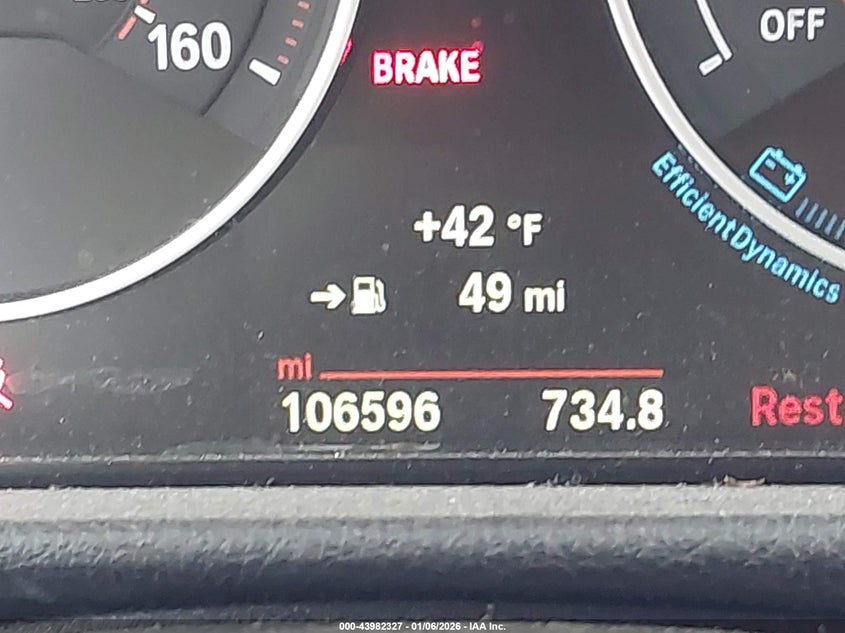 160
OFF
BRAKE
EfficientDynamics
+42 °F
49 mi
mi
106596 734.8
Rest
000-43982327 - 01/06/2026 - IAA Inc.